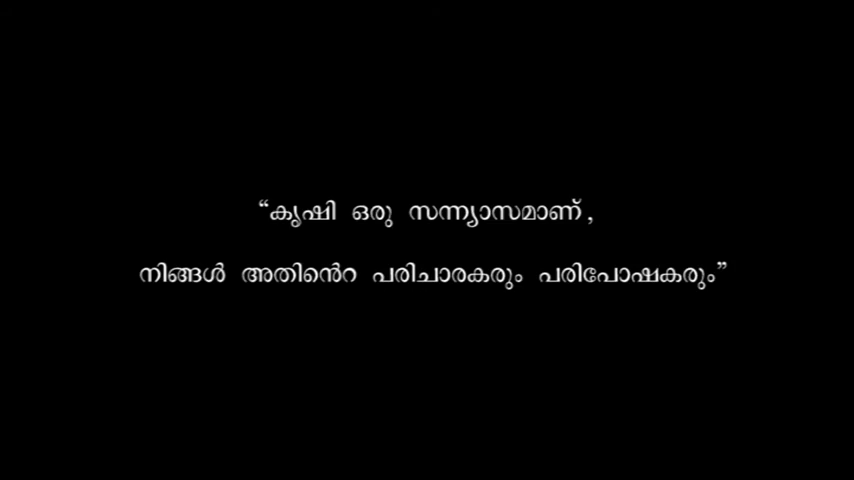 “കൃഷി ഒരു സന്ന്യാസമാണ്,
നിങ്ങൾ അതിൻെറ പരിചാരകരും പരിപോഷകരും”